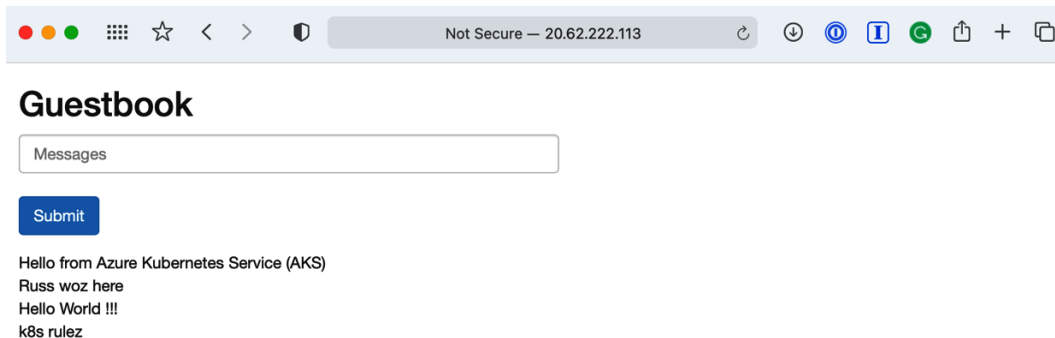 Not Secure — 20.62.222.113
Guestbook
Messages
Submit
Hello from Azure Kubernetes Service (AKS)
Russ woz here
Hello World !!!
k8s rulez